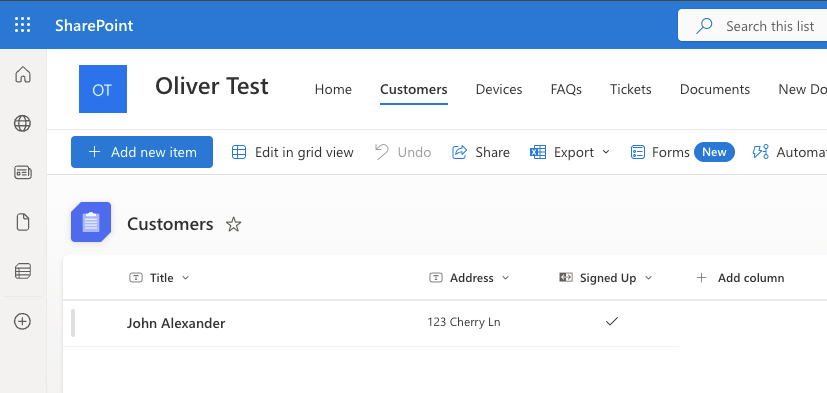 SharePoint
Search this list
OT
Oliver Test
Home Customers Devices FAQs Tickets Documents New Do
Add new item Edit in grid view Undo Share Export Forms New Automat
Customers
Title Address Signed Up Add column
John Alexander 123 Cherry Ln